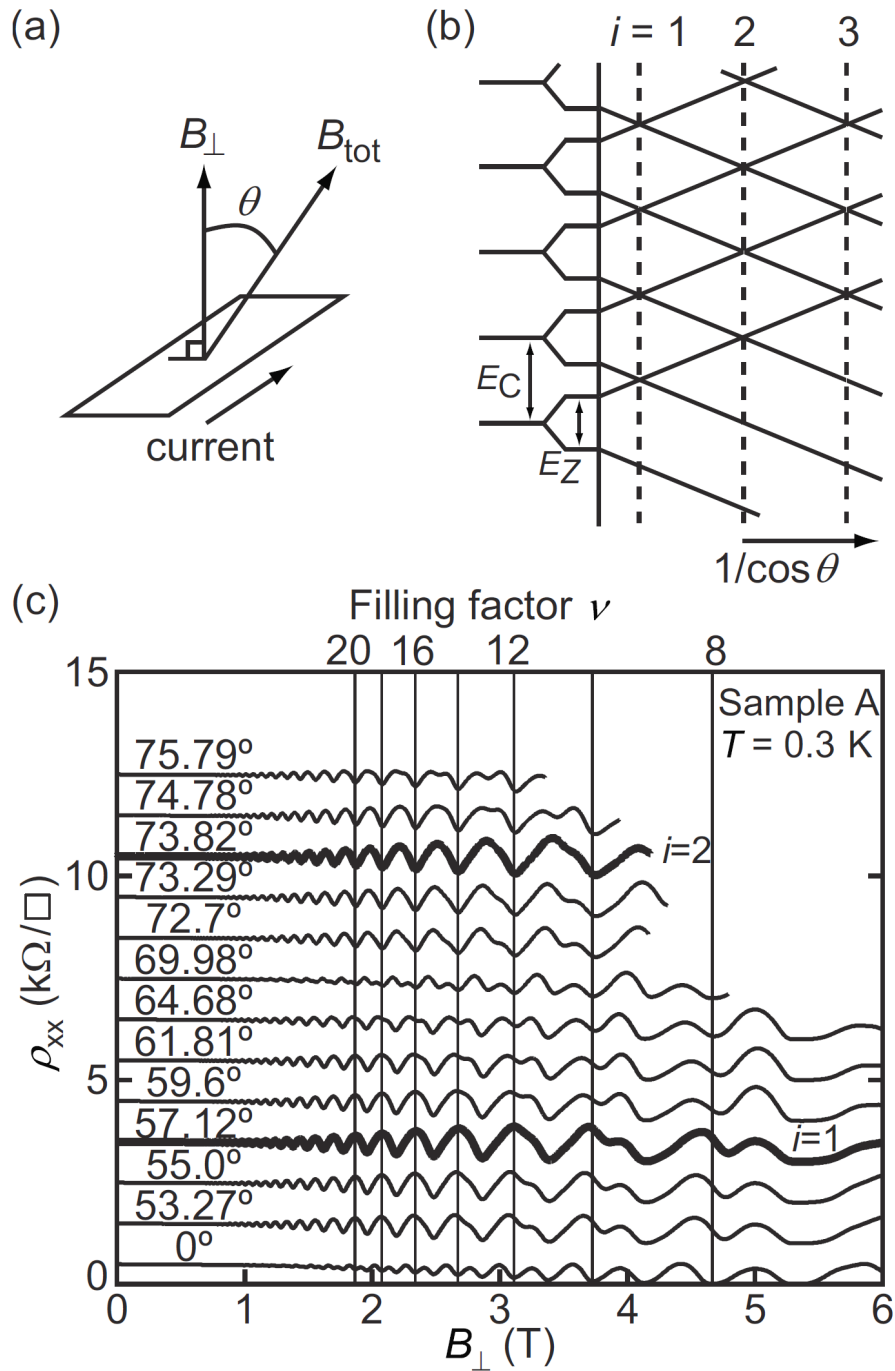 (a)
B⊥
Btot
θ
current
(b)
i = 1 2 3
EC
EZ
1/cos θ
(c)
Filling factor ν
20 16 12 8
15
10
5
0
ρxx (kΩ/□)
Sample A
T = 0.3 K
75.79º
74.78º
73.82º
i=2
73.29º
72.7º
69.98º
64.68º
61.81º
59.6º
57.12º
i=1
55.0º
53.27º
0º
0 1 2 3 4 5 6
B⊥ (T)